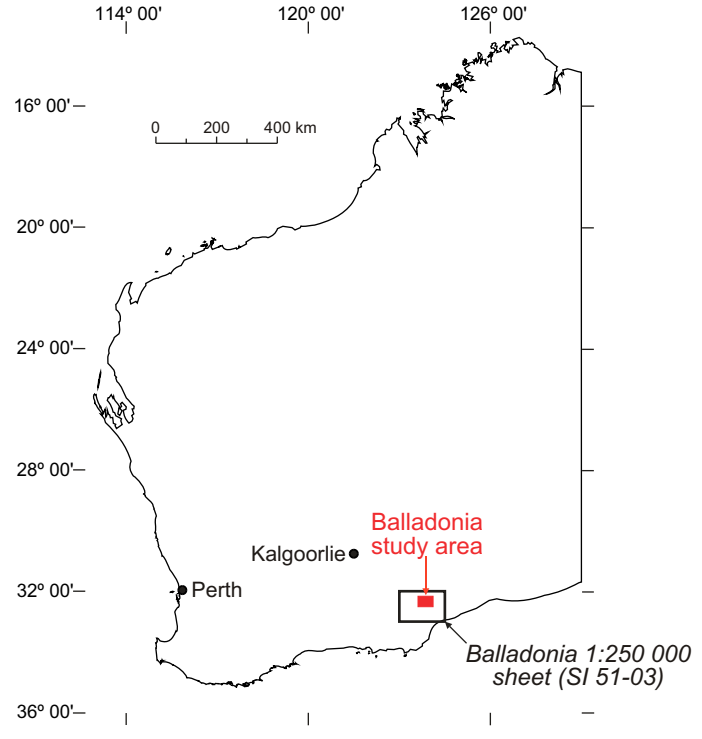 114º 00'
120º 00'
126º 00'
16º 00'
0 200 400 km
20º 00'
24º 00'
28º 00'
Balladonia
study area
Kalgoorlie
32º 00'
Perth
Balladonia 1:250 000
sheet (SI 51-03)
36º 00'